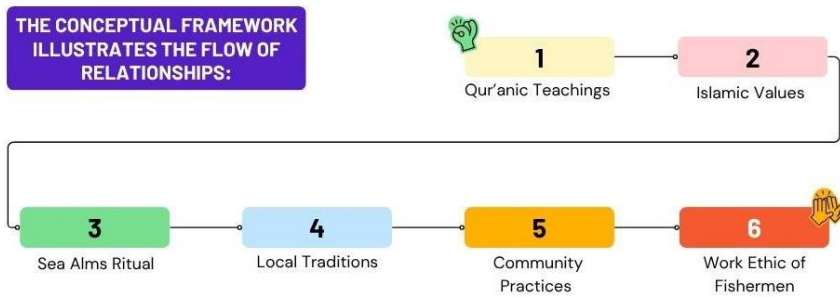 THE CONCEPTUAL FRAMEWORK
ILLUSTRATES THE FLOW OF
RELATIONSHIPS:
1
Qur'anic Teachings
2
Islamic Values
3
Sea Alms Ritual
4
Local Traditions
5
Community
Practices
6
Work Ethic of
Fishermen